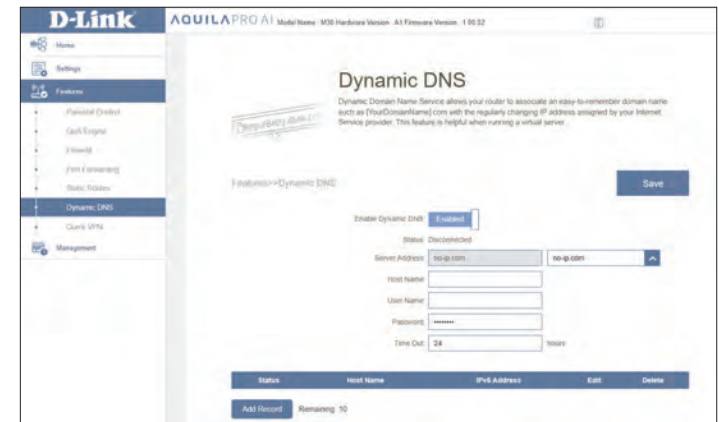 D-Link
AQUILA PRO AI Model Name : M30 Hardware Version : A1 Firmware Version : 1.00.32
Home
Settings
Features
Parental Control
QoS Engine
Firewall
Port Forwarding
Static Routes
Dynamic DNS
Quick VPN
Management
Dynamic DNS
Dynamic Domain Name Service allows your router to associate an easy-to-remember domain name
such as [YourDomainName].com with the regularly changing IP address assigned by your Internet
Service provider. This feature is helpful when running a virtual server.
Features>>Dynamic DNS
Save
Enable Dynamic DNS: Enabled
Status: Disconnected
Server Address: no-ip.com no-ip.com
Host Name:
User Name:
Password: ••••••••
Time Out: 24 hours
Status Host Name IPv6 Address Edit Delete
Add Record Remaining: 10